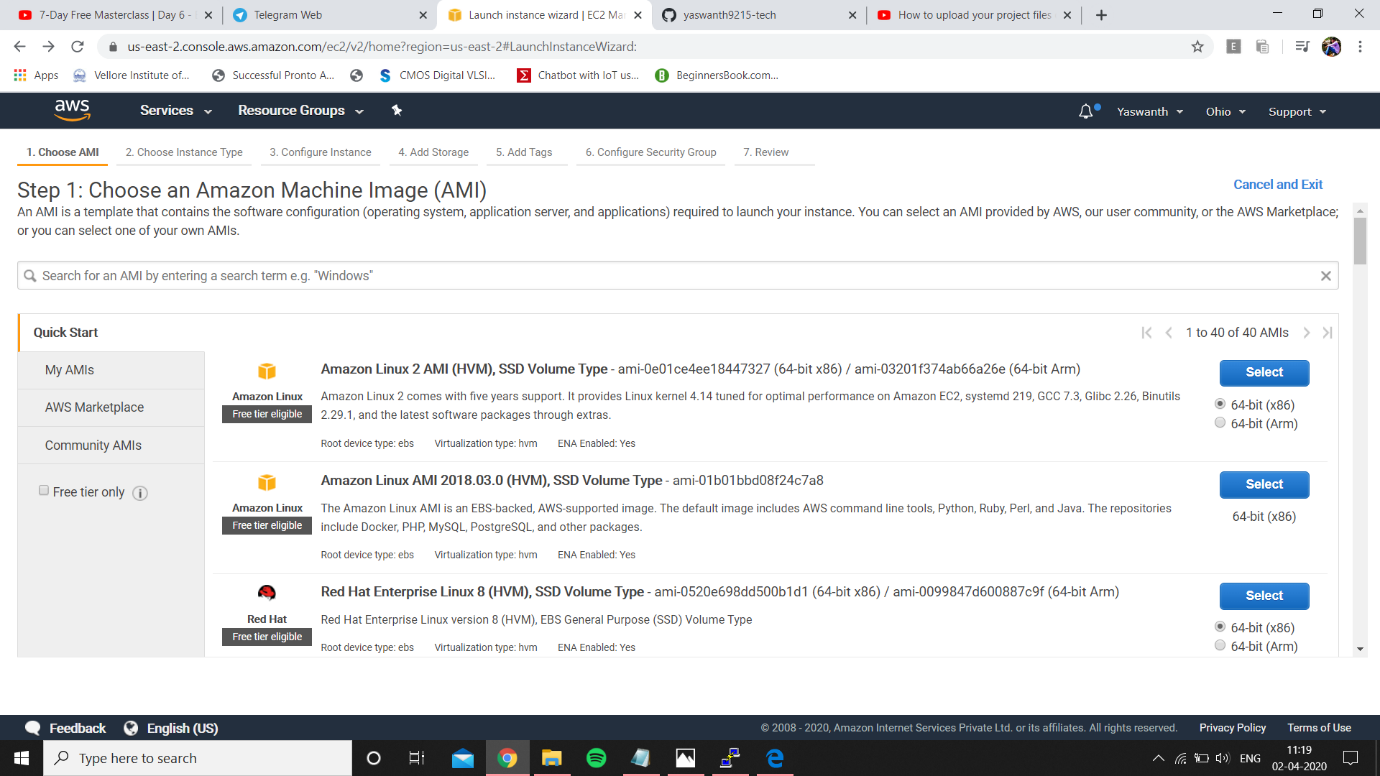 7-Day Free Masterclass | Day 6 -
Telegram Web
Launch instance wizard | EC2 Ma
yaswanth9215-tech
How to upload your project files
us-east-2.console.aws.amazon.com/ec2/v2/home?region=us-east-2#LaunchInstanceWizard:
Apps
Vellore Institute of...
Successful Pronto A...
CMOS Digital VLSI...
Chatbot with IoT us...
BeginnersBook.com...
aws
Services
Resource Groups
Yaswanth
Ohio
Support
1. Choose AMI
2. Choose Instance Type
3. Configure Instance
4. Add Storage
5. Add Tags
6. Configure Security Group
7. Review
Step 1: Choose an Amazon Machine Image (AMI)
Cancel and Exit
An AMI is a template that contains the software configuration (operating system, application server, and applications) required to launch your instance. You can select an AMI provided by AWS, our user community, or the AWS Marketplace;
or you can select one of your own AMIs.
Search for an AMI by entering a search term e.g. "Windows"
Quick Start
1 to 40 of 40 AMIs
My AMIs
AWS Marketplace
Community AMIs
Free tier only
Amazon Linux
Free tier eligible
Amazon Linux 2 AMI (HVM), SSD Volume Type - ami-0e01ce4ee18447327 (64-bit x86) / ami-03201f374ab66a26e (64-bit Arm)
Amazon Linux 2 comes with five years support. It provides Linux kernel 4.14 tuned for optimal performance on Amazon EC2, systemd 219, GCC 7.3, Glibc 2.26, Binutils
2.29.1, and the latest software packages through extras.
Root device type: ebs Virtualization type: hvm ENA Enabled: Yes
Select
64-bit (x86)
64-bit (Arm)
Amazon Linux
Free tier eligible
Amazon Linux AMI 2018.03.0 (HVM), SSD Volume Type - ami-01b01bbd08f24c7a8
The Amazon Linux AMI is an EBS-backed, AWS-supported image. The default image includes AWS command line tools, Python, Ruby, Perl, and Java. The repositories
include Docker, PHP, MySQL, PostgreSQL, and other packages.
Root device type: ebs Virtualization type: hvm ENA Enabled: Yes
Select
64-bit (x86)
Red Hat
Free tier eligible
Red Hat Enterprise Linux 8 (HVM), SSD Volume Type - ami-0520e698dd500b1d1 (64-bit x86) / ami-0099847d600887c9f (64-bit Arm)
Red Hat Enterprise Linux version 8 (HVM), EBS General Purpose (SSD) Volume Type
Root device type: ebs Virtualization type: hvm ENA Enabled: Yes
Select
64-bit (x86)
64-bit (Arm)
Feedback
English (US)
© 2008 - 2020, Amazon Internet Services Private Ltd. or its affiliates. All rights reserved.
Privacy Policy
Terms of Use
Type here to search
ENG
11:19
02-04-2020